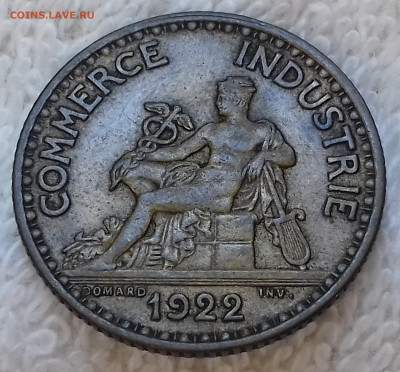 COINS.LAVE.RU
COMMERCE INDUSTRIE
DOMARD INV.
1922